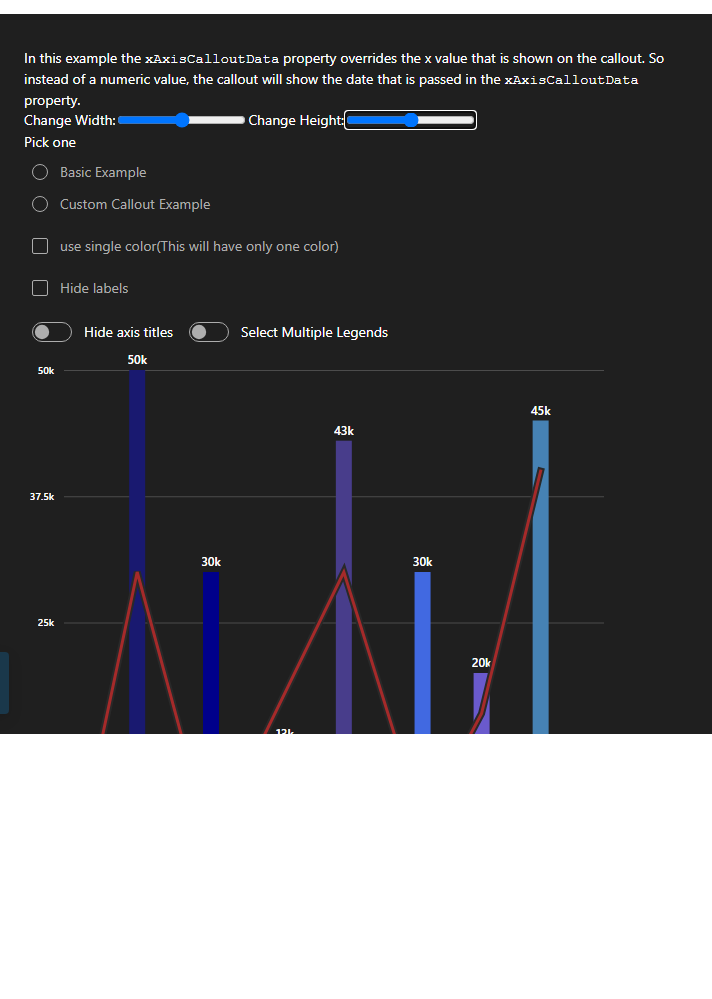 In this example the xAxisCalloutData property overrides the x value that is shown on the callout. So
instead of a numeric value, the callout will show the date that is passed in the xAxisCalloutData
property.
Change Width: Change Height:
Pick one
Basic Example
Custom Callout Example
use single color(This will have only one color)
Hide labels
Hide axis titles Select Multiple Legends
50k
50k
45k
43k
37.5k
30k 30k
25k
20k
13k